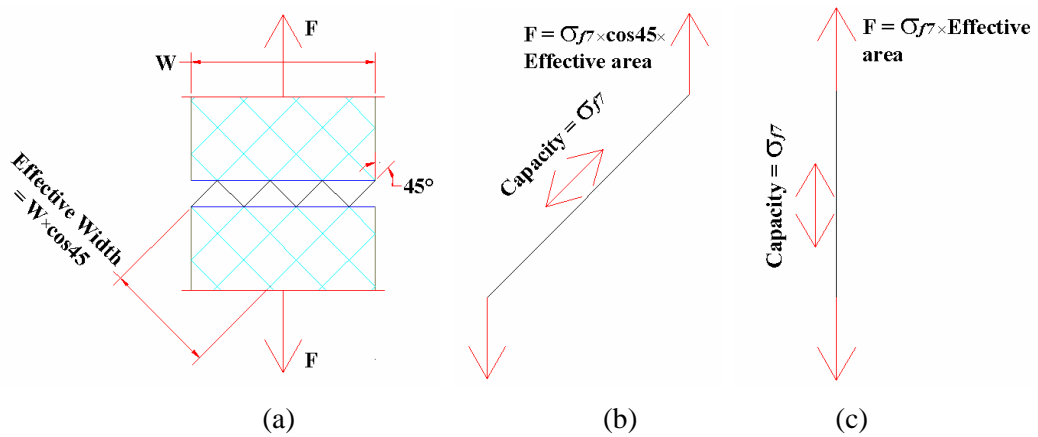 F
W
45°
Effective Width
= W×cos45
F
(a)
F = σf7×cos45×
Effective area
Capacity = σf7
(b)
F = σf7×Effective
area
Capacity = σf7
(c)